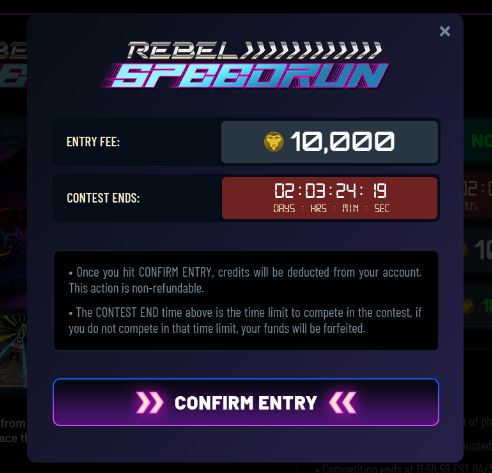 ×
REBEL
SPEEDRUN
ENTRY FEE: 10,000
CONTEST ENDS: 02:03:24:19
DAYS : HRS : MIN : SEC
• Once you hit CONFIRM ENTRY, credits will be deducted from your account.
This action is non-refundable.
• The CONTEST END time above is the time limit to compete in the contest, if
you do not compete in that time limit, your funds will be forfeited.
CONFIRM ENTRY
from
t of pla